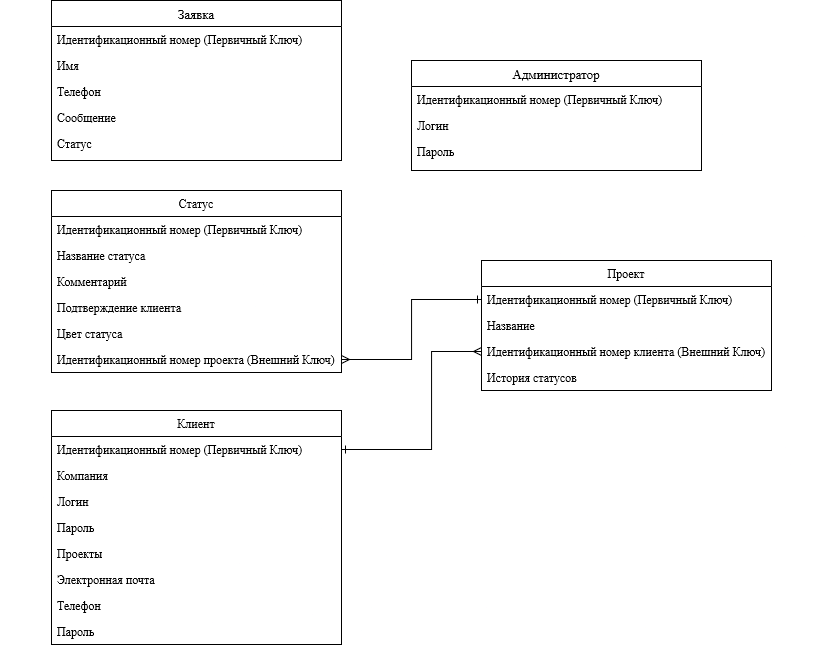 Заявка
Идентификационный номер (Первичный Ключ)
Имя
Телефон
Сообщение
Статус
Администратор
Идентификационный номер (Первичный Ключ)
Логин
Пароль
Статус
Идентификационный номер (Первичный Ключ)
Название статуса
Комментарий
Подтверждение клиента
Цвет статуса
Идентификационный номер проекта (Внешний Ключ)
Проект
Идентификационный номер (Первичный Ключ)
Название
Идентификационный номер клиента (Внешний Ключ)
История статусов
Клиент
Идентификационный номер (Первичный Ключ)
Компания
Логин
Пароль
Проекты
Электронная почта
Телефон
Пароль